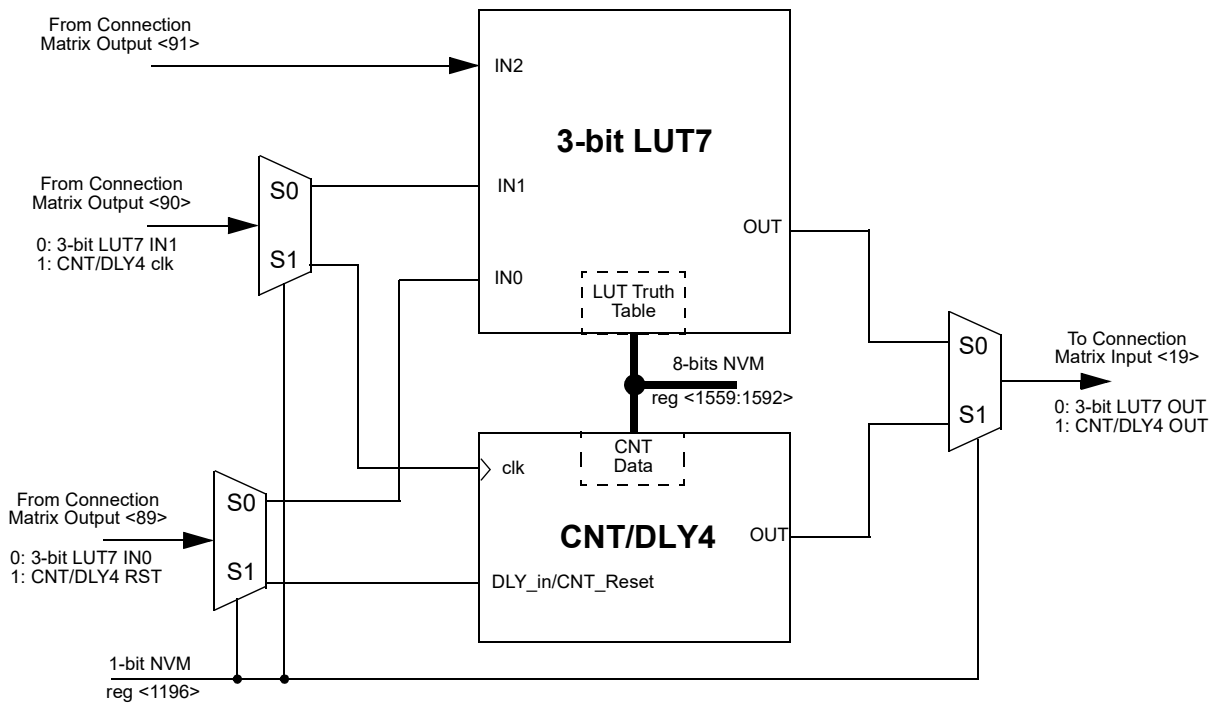 From Connection
Matrix Output <91>
IN2
3-bit LUT7
From Connection
Matrix Output <90>
0: 3-bit LUT7 IN1
1: CNT/DLY4 clk
S0
S1
IN1
IN0
OUT
LUT Truth
Table
8-bits NVM
reg <1559:1592>
S0
S1
To Connection
Matrix Input <19>
0: 3-bit LUT7 OUT
1: CNT/DLY4 OUT
CNT
Data
clk
CNT/DLY4
OUT
DLY_in/CNT_Reset
From Connection
Matrix Output <89>
0: 3-bit LUT7 IN0
1: CNT/DLY4 RST
S0
S1
1-bit NVM
reg <1196>